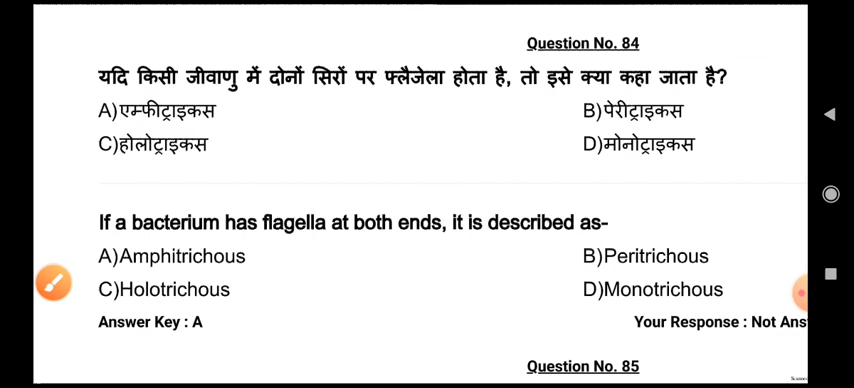 Question No. 84
यदि किसी जीवाणु में दोनों सिरों पर फ्लैजेला होता है, तो इसे क्या कहा जाता है?
A)एम्फीट्राइकस B)पेरीट्राइकस
C)होलोट्राइकस D)मोनोट्राइकस
If a bacterium has flagella at both ends, it is described as-
A)Amphitrichous B)Peritrichous
C)Holotrichous D)Monotrichous
Answer Key : A Your Response : Not Ans
Question No. 85